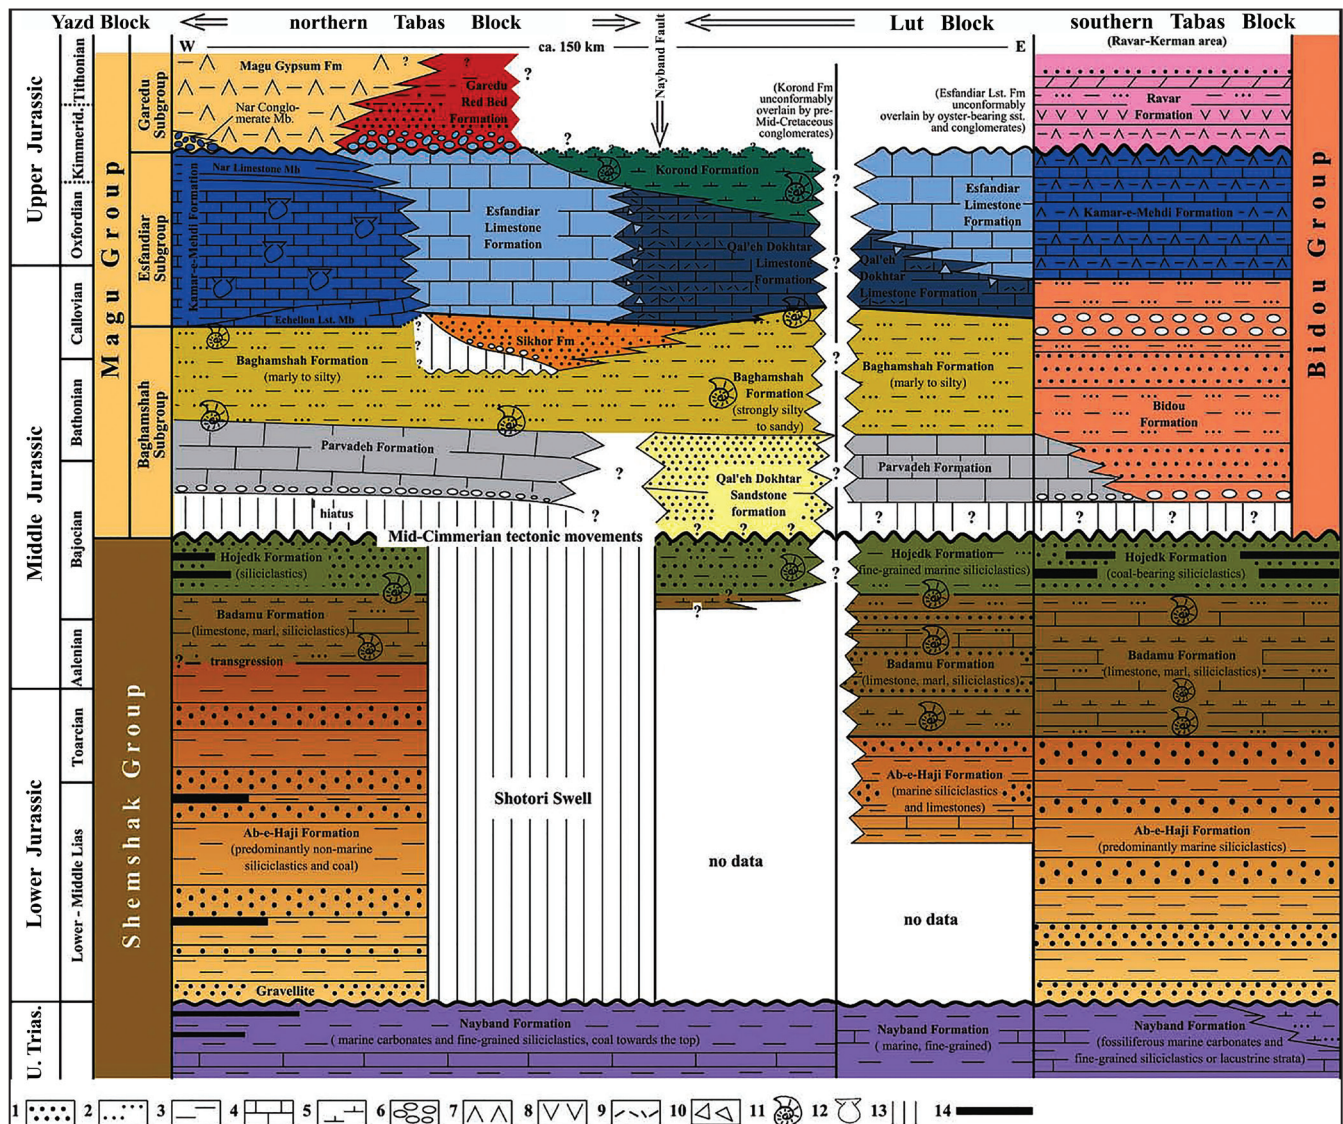 Yazd Block
northern Tabas Block
Lut Block
southern Tabas Block
(Ravar-Kerman area)
W
ca. 150 km
E
Nayband Fault
Upper Jurassic
Middle Jurassic
Lower Jurassic
U. Trias.
Tithonian
Kimmerid.
Oxfordian
Callovian
Bathonian
Bajocian
Aalenian
Toarcian
Lower - Middle Lias
Magu Group
Shemshak Group
Garedu
Subgroup
Esfandiar
Subgroup
Baghamshah
Subgroup
Bidou Group
Magu Gypsum Fm
?
?
?
Nar Conglo-
merate Mb.
Garedu
Red Bed
Formation
(Korond Fm
unconformably
overlain by pre-
Mid-Cretaceous
conglomerates)
(Esfandiar Lst. Fm
unconformably
overlain by oyster-bearing sst.
and conglomerates)
Ravar
Formation
?
?
?
Nar Limestone Mb
Kamar-e-Mehdi Formation
Echellon Lst. Mb
Esfandiar
Limestone
Formation
Korond Formation
Qal'eh Dokhtar
Limestone
Formation
?
?
Esfandiar
Limestone
Formation
Qal'eh
Dokhtar
Limestone Formation
Kamar-e-Mehdi Formation
Sikhor Fm
?
?
?
Baghamshah Formation
(marly to silty)
Baghamshah
Formation
(strongly silty
to sandy)
?
Baghamshah Formation
(marly to silty)
Bidou
Formation
Parvadeh Formation
?
?
Qal'eh Dokhtar
Sandstone
formation
?
Parvadeh Formation
hiatus
Mid-Cimmerian tectonic movements
? ? ?
? ? ? ?
Hojedk Formation
(siliciclastics)
?
?
?
Hojedk Formation
fine-grained marine siliciclastics)
Hojedk Formation
(coal-bearing siliciclastics)
Badamu Formation
(limestone, marl, siliciclastics)
? transgression
Badamu Formation
(limestone, marl, siliciclastics)
Badamu Formation
(limestone, marl, siliciclastics)
Ab-e-Haji Formation
(predominantly non-marine
siliciclastics and coal)
Gravellite
Shotori Swell
no data
Ab-e-Haji Formation
(marine siliciclastics
and limestones)
no data
Ab-e-Haji Formation
(predominantly marine siliciclastics)
Nayband Formation
( marine carbonates and fine-grained siliciclastics, coal towards the top)
Nayband Formation
( marine, fine-grained)
Nayband Formation
(fossiliferous marine carbonates and
fine-grained siliciclastics or lacustrine strata)
1 2 3 4 5 6 7 8 9 10 11 12 13 14